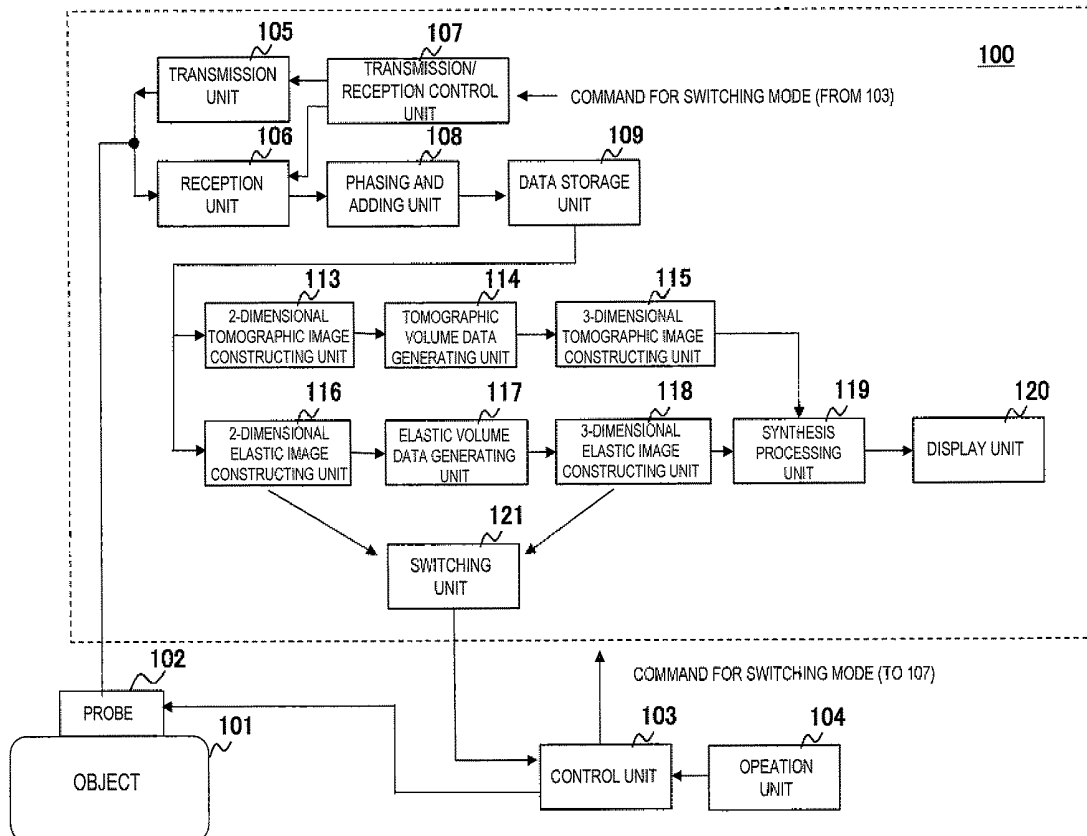 105
107
100
TRANSMISSION
UNIT
TRANSMISSION/
RECEPTION CONTROL
UNIT
COMMAND FOR SWITCHING MODE (FROM 103)
106
108
109
RECEPTION
UNIT
PHASING AND
ADDING UNIT
DATA STORAGE
UNIT
113
114
115
2-DIMENSIONAL
TOMOGRAPHIC IMAGE
CONSTRUCTING UNIT
TOMOGRAPHIC
VOLUME DATA
GENERATING UNIT
3-DIMENSIONAL
TOMOGRAPHIC IMAGE
CONSTRUCTING UNIT
116
117
118
119
120
2-DIMENSIONAL
ELASTIC IMAGE
CONSTRUCTING UNIT
ELASTIC VOLUME
DATA GENERATING
UNIT
3-DIMENSIONAL
ELASTIC IMAGE
CONSTRUCTING UNIT
SYNTHESIS
PROCESSING
UNIT
DISPLAY UNIT
121
SWITCHING
UNIT
102
COMMAND FOR SWITCHING MODE (TO 107)
PROBE
101
103
104
OBJECT
CONTROL UNIT
OPEATION
UNIT